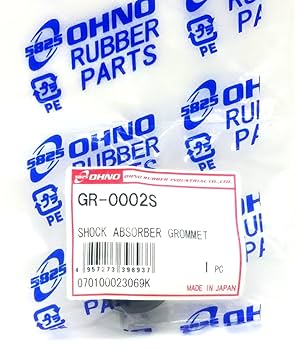 5825 OHNO
RUBBER
PARTS
PE
5825 OHNO
RUBBER
PARTS
PE
OHNO
OHNO RUBBER INDUSTRIAL CO.,LTD.
GR-0002S
SHOCK ABSORBER GROMMET
4 957273 398937
1 PC
070100023069K
MADE IN JAPAN